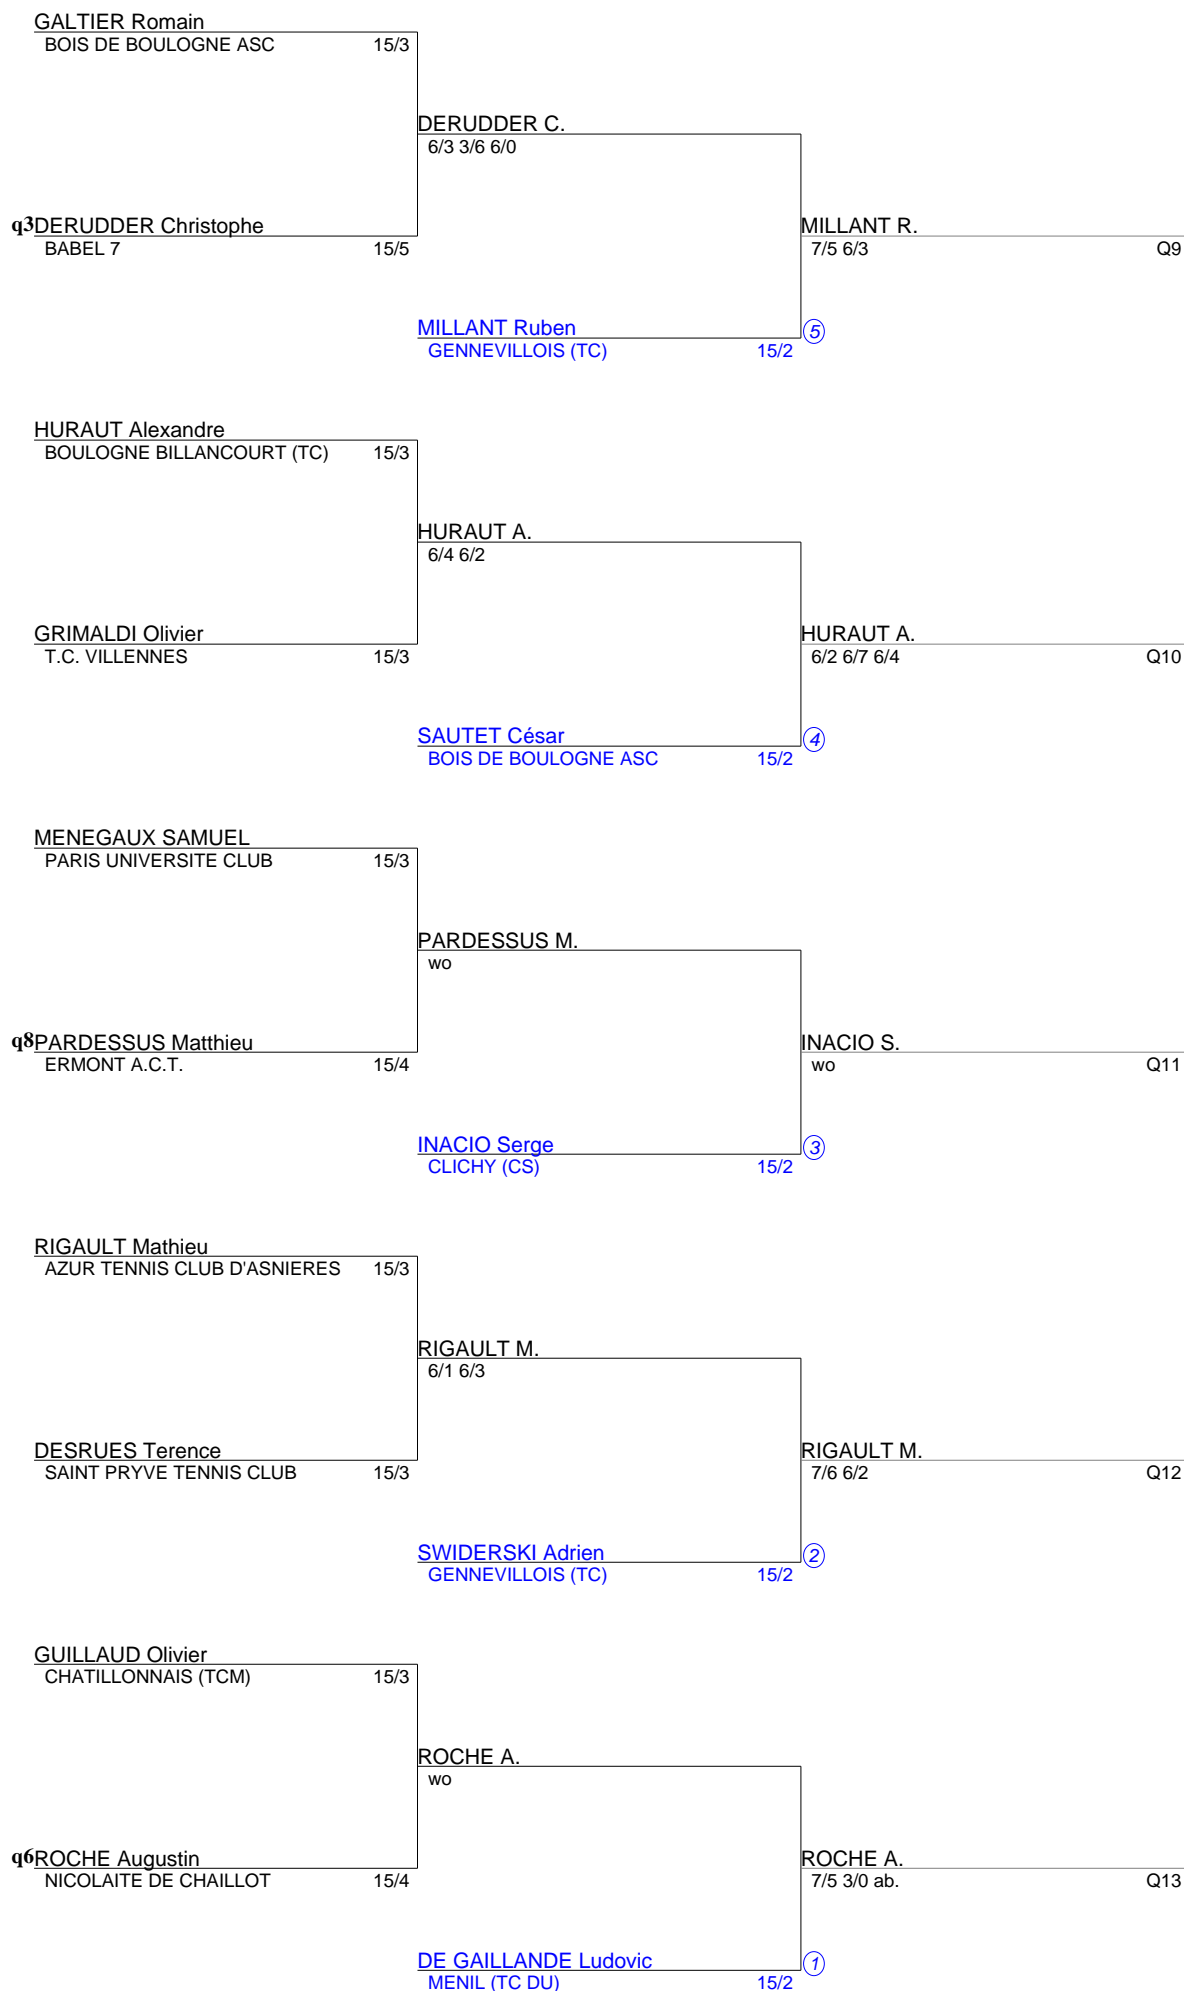 GALTIER Romain
BOIS DE BOULOGNE ASC 15/3
DERUDDER C.
6/3 3/6 6/0
q3 DERUDDER Christophe
BABEL 7 15/5
MILLANT R.
7/5 6/3 Q9
MILLANT Ruben 5
GENNEVILLOIS (TC) 15/2
HURAUT Alexandre
BOULOGNE BILLANCOURT (TC) 15/3
HURAUT A.
6/4 6/2
GRIMALDI Olivier
T.C. VILLENNES 15/3
HURAUT A.
6/2 6/7 6/4 Q10
SAUTET César 4
BOIS DE BOULOGNE ASC 15/2
MENEGAUX SAMUEL
PARIS UNIVERSITE CLUB 15/3
PARDESSUS M.
wo
q8 PARDESSUS Matthieu
ERMONT A.C.T. 15/4
INACIO S.
wo Q11
INACIO Serge 3
CLICHY (CS) 15/2
RIGAULT Mathieu
AZUR TENNIS CLUB D'ASNIERES 15/3
RIGAULT M.
6/1 6/3
DESRUES Terence
SAINT PRYVE TENNIS CLUB 15/3
RIGAULT M.
7/6 6/2 Q12
SWIDERSKI Adrien 2
GENNEVILLOIS (TC) 15/2
GUILLAUD Olivier
CHATILLONNAIS (TCM) 15/3
ROCHE A.
wo
q6 ROCHE Augustin
NICOLAITE DE CHAILLOT 15/4
ROCHE A.
7/5 3/0 ab. Q13
DE GAILLANDE Ludovic 1
MENIL (TC DU) 15/2